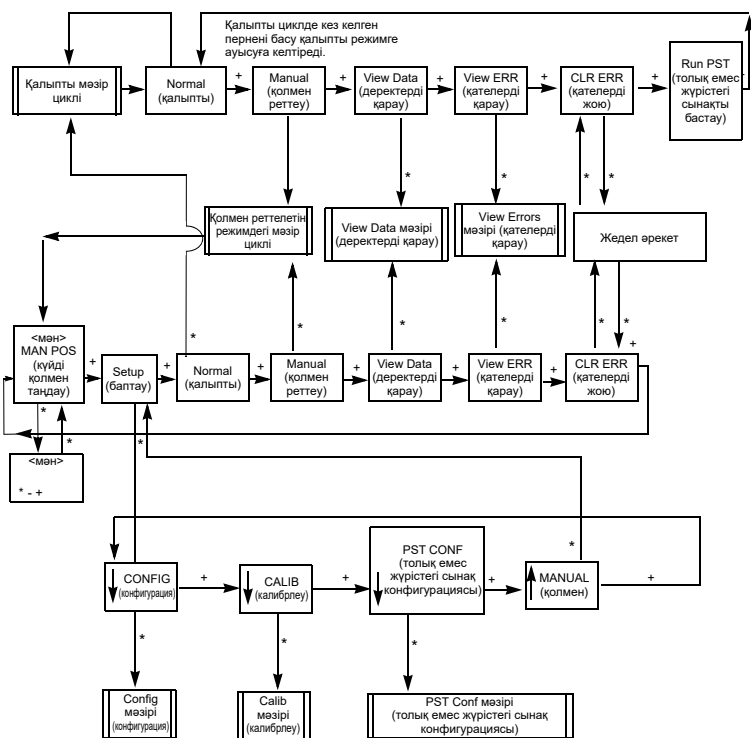 Қалыпты циклде кез келген
пернені басу қалыпты режимге
ауысуға келтіреді.
Қалыпты мәзір
циклі
Normal
(қалыпты)
+
Manual
(қолмен
реттеу)
+
View Data
(деректерді
қарау)
+
View ERR
(қателерді
қарау)
+
CLR ERR
(қателерді
жою)
+
Run PST
(толық емес
жүрістегі
сынақты
бастау)
*
*
*
*
Қолмен реттелетін
режимдегі мәзір
циклі
View Data мәзірі
(деректерді қарау)
View Errors
мәзірі (қателерді
қарау)
Жедел әрекет
*
*
*
*
*
*
<мән>
MAN POS
(күйді
қолмен
таңдау)
+
Setup
(баптау)
+
Normal
(қалыпты)
+
Manual
(қолмен
реттеу)
+
View Data
(деректерді
қарау)
+
View ERR
(қателерді
қарау)
+
CLR ERR
(қателерді
жою)
+
*
*
*
<мән>
* - +
*
CONFIG
(конфигурация)
+
CALIB
(калибрлеу)
+
PST CONF
(толық емес
жүрістегі сынақ
конфигурациясы)
+
MANUAL
(қолмен)
+
*
*
*
Config
мәзірі
(конфигурация)
Calib
мәзірі
(калибрлеу)
PST Conf мәзірі
(толық емес жүрістегі сынақ
конфигурациясы)